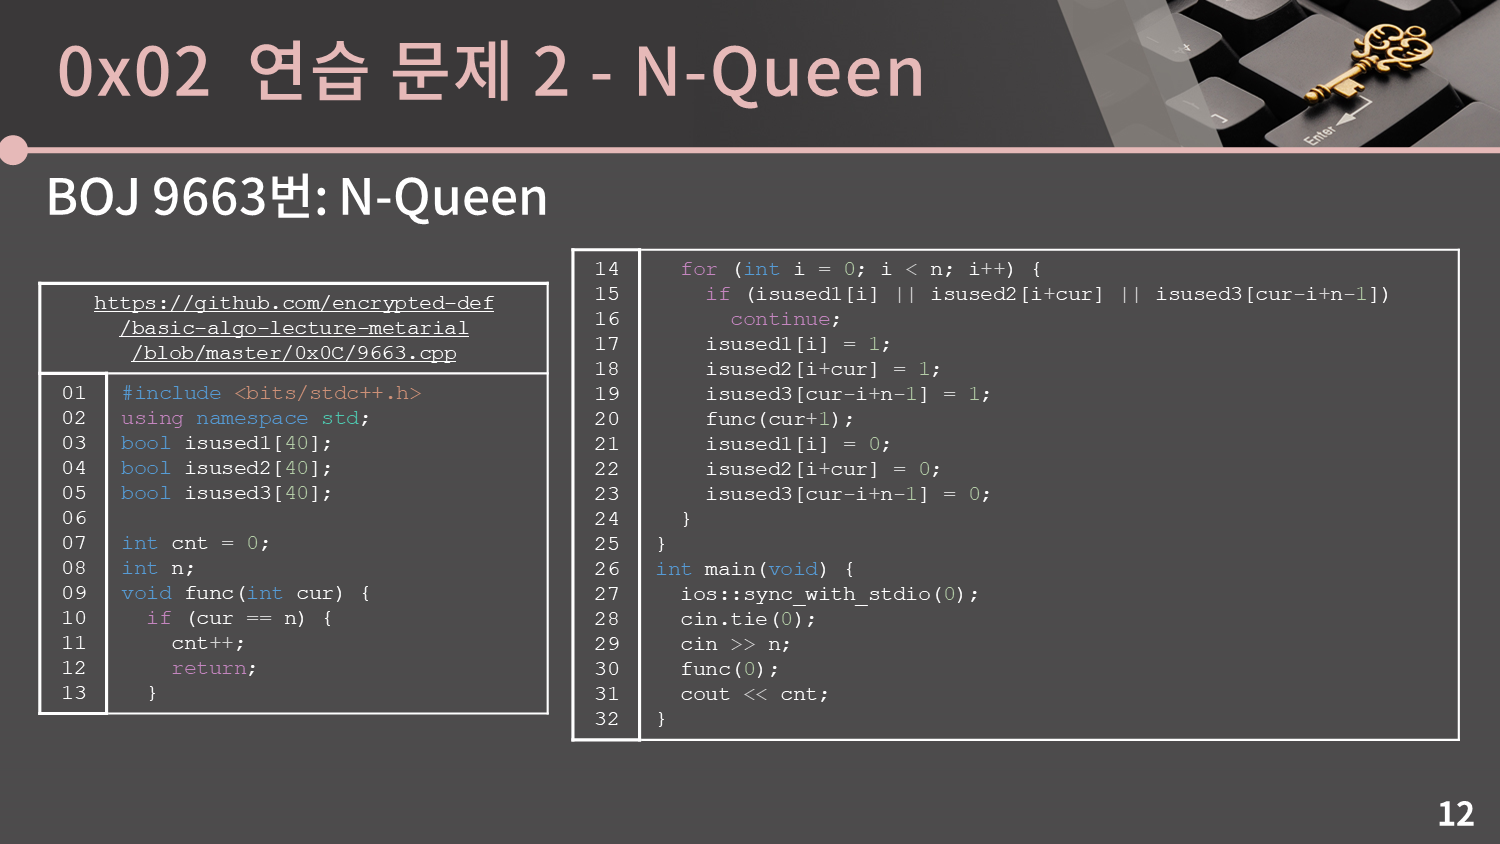 0x02 연습 문제 2 - N-Queen
Enter
BOJ 9663번: N-Queen
https://github.com/encrypted-def
/basic-algo-lecture-metarial
/blob/master/0x0C/9663.cpp
01 #include <bits/stdc++.h>
02 using namespace std;
03 bool isused1[40];
04 bool isused2[40];
05 bool isused3[40];
06
07 int cnt = 0;
08 int n;
09 void func(int cur) {
10   if (cur == n) {
11     cnt++;
12     return;
13   }
14   for (int i = 0; i < n; i++) {
15     if (isused1[i] || isused2[i+cur] || isused3[cur-i+n-1])
16       continue;
17     isused1[i] = 1;
18     isused2[i+cur] = 1;
19     isused3[cur-i+n-1] = 1;
20     func(cur+1);
21     isused1[i] = 0;
22     isused2[i+cur] = 0;
23     isused3[cur-i+n-1] = 0;
24   }
25 }
26 int main(void) {
27   ios::sync_with_stdio(0);
28   cin.tie(0);
29   cin >> n;
30   func(0);
31   cout << cnt;
32 }
12